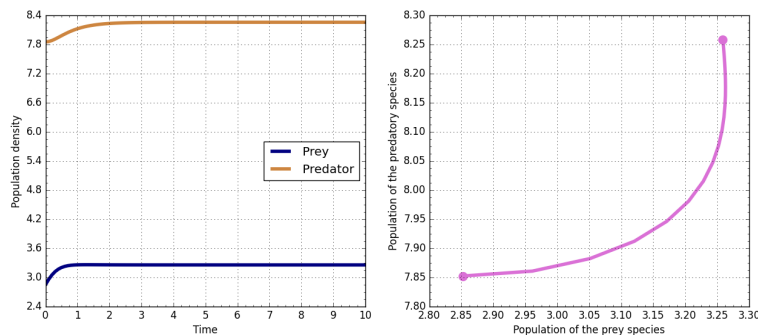 8.4
7.8
7.2
6.6
6.0
5.4
4.8
4.2
3.6
3.0
2.4
Population density
0 1 2 3 4 5 6 7 8 9 10
Time
Prey
Predator
8.30
8.25
8.20
8.15
8.10
8.05
8.00
7.95
7.90
7.85
7.80
Population of the predatory species
2.80 2.85 2.90 2.95 3.00 3.05 3.10 3.15 3.20 3.25 3.30
Population of the prey species